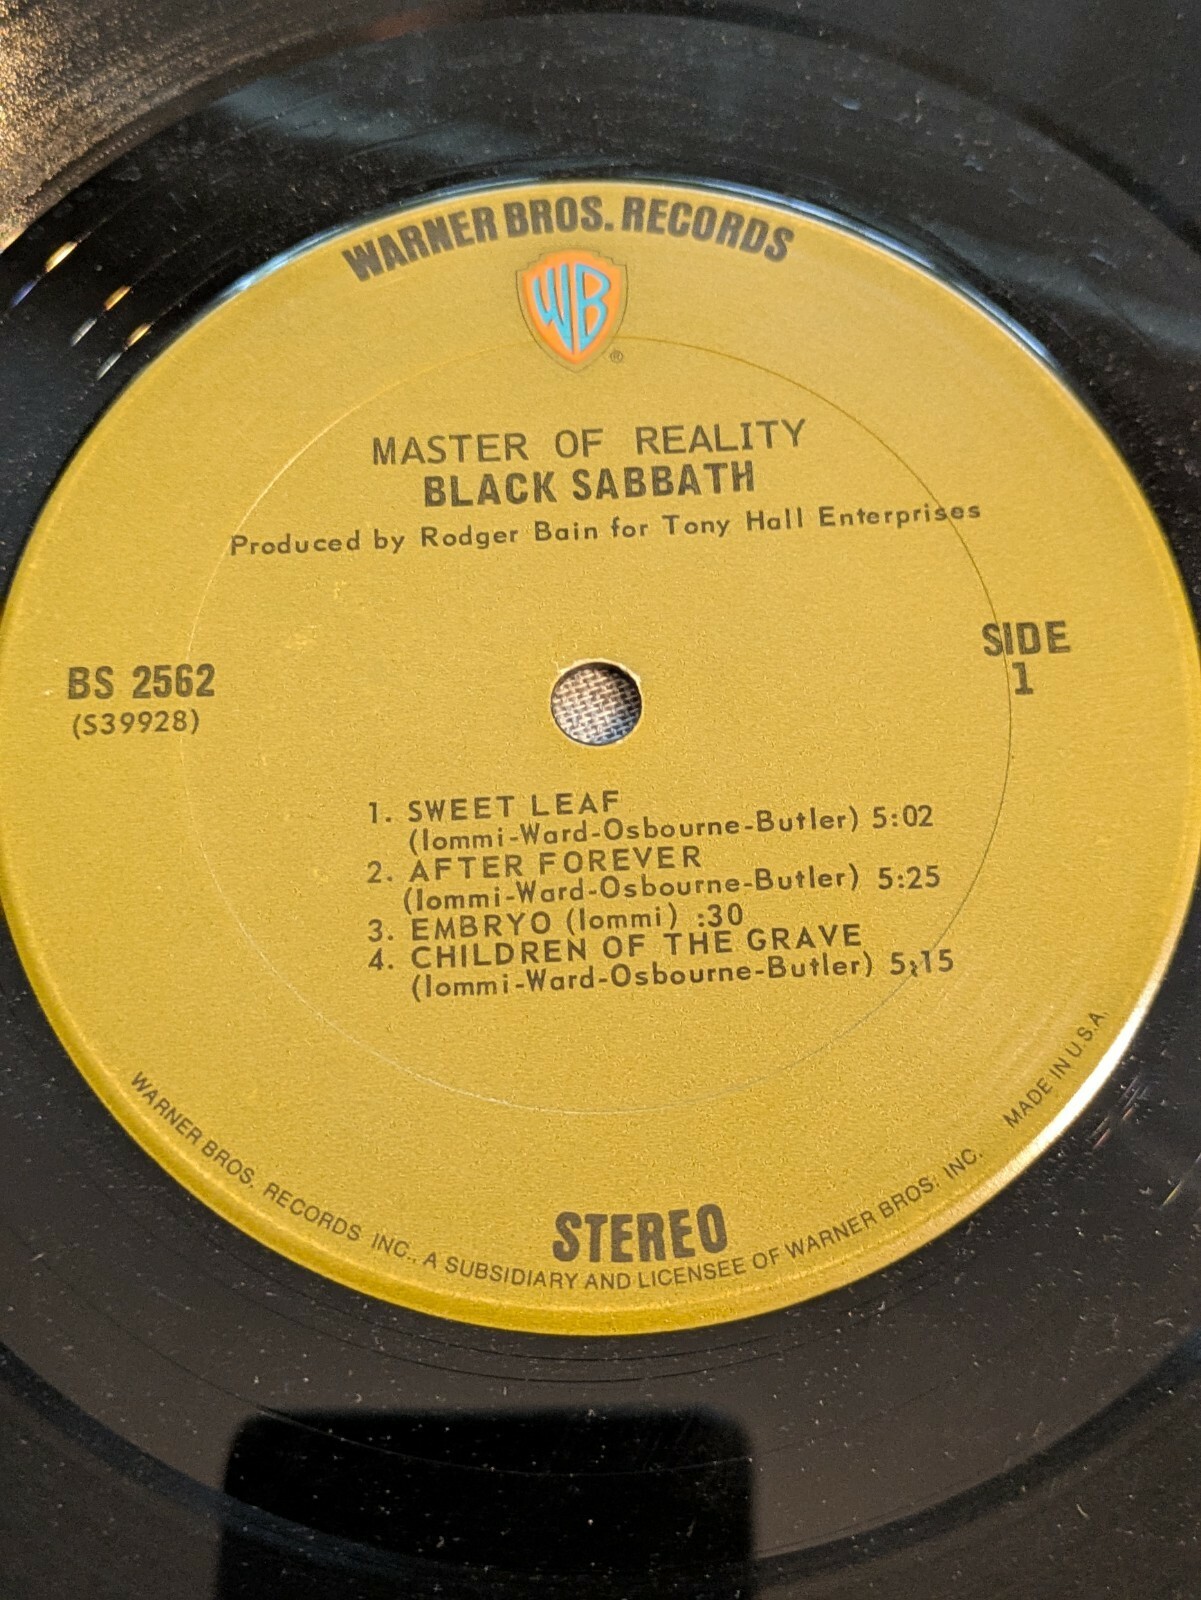 WARNER BROS. RECORDS
WB
®
MASTER OF REALITY
BLACK SABBATH
Produced by Rodger Bain for Tony Hall Enterprises
BS 2562
(S39928)
SIDE
1
1. SWEET LEAF
(Iommi-Ward-Osbourne-Butler) 5:02
2. AFTER FOREVER
(Iommi-Ward-Osbourne-Butler) 5:25
3. EMBRYO (Iommi) :30
4. CHILDREN OF THE GRAVE
(Iommi-Ward-Osbourne-Butler) 5:15
STEREO
WARNER BROS. RECORDS INC., A SUBSIDIARY AND LICENSEE OF WARNER BROS. INC. MADE IN U.S.A.